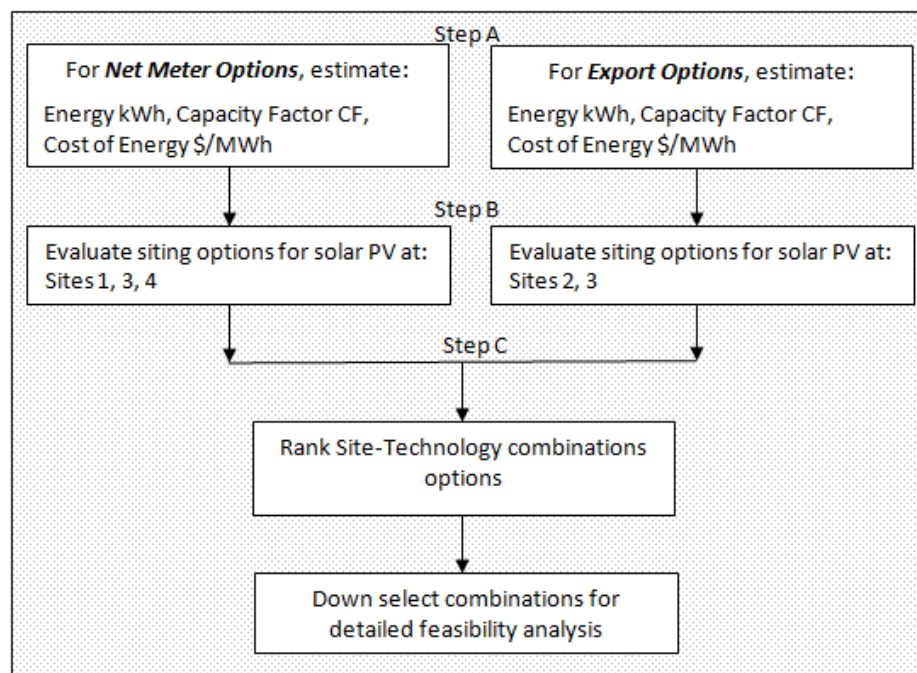 Step A
For Net Meter Options, estimate:
Energy kWh, Capacity Factor CF,
Cost of Energy $/MWh
For Export Options, estimate:
Energy kWh, Capacity Factor CF,
Cost of Energy $/MWh
Step B
Evaluate siting options for solar PV at:
Sites 1, 3, 4
Evaluate siting options for solar PV at:
Sites 2, 3
Step C
Rank Site-Technology combinations
options
Down select combinations for
detailed feasibility analysis